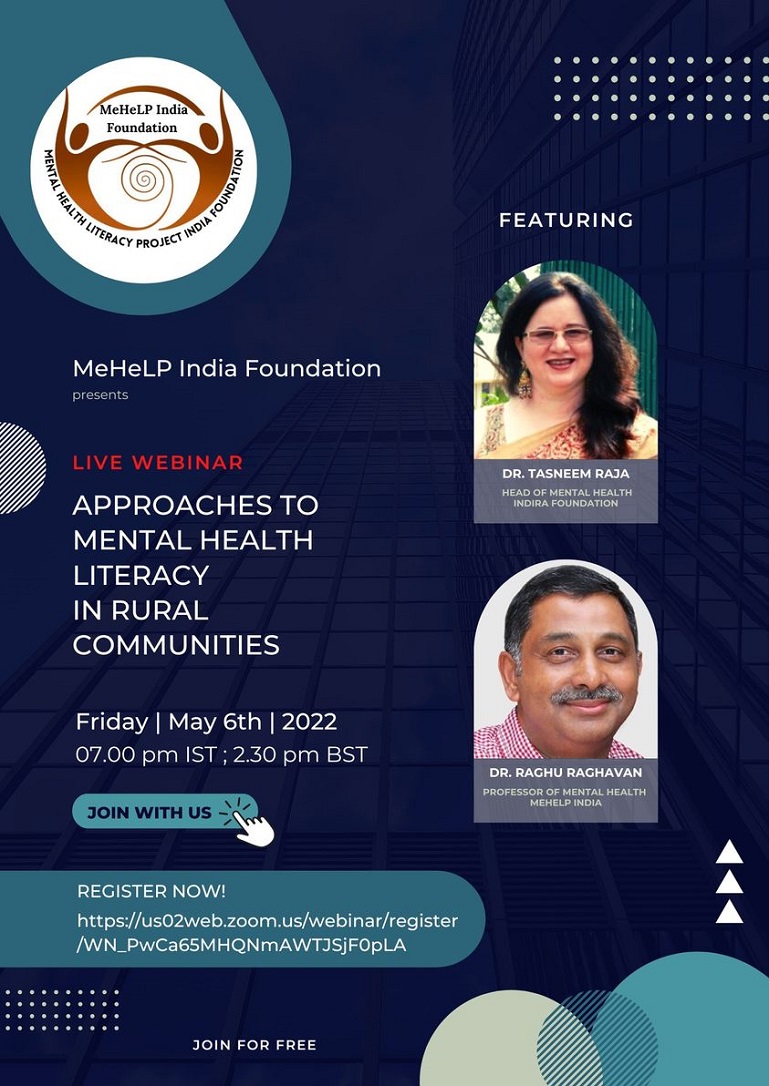 MeHeLP India
Foundation
MENTAL HEALTH LITERACY PROJECT INDIA FOUNDATION
FEATURING
DR. TASNEEM RAJA
HEAD OF MENTAL HEALTH
INDIRA FOUNDATION
MeHeLP India Foundation
presents
LIVE WEBINAR
APPROACHES TO
MENTAL HEALTH
LITERACY
IN RURAL
COMMUNITIES
Friday | May 6th | 2022
07.00 pm IST ; 2.30 pm BST
JOIN WITH US
DR. RAGHU RAGHAVAN
PROFESSOR OF MENTAL HEALTH
MEHELP INDIA
REGISTER NOW!
https://us02web.zoom.us/webinar/register
/WN_PwCa65MHQNmAWTJSjF0pLA
JOIN FOR FREE